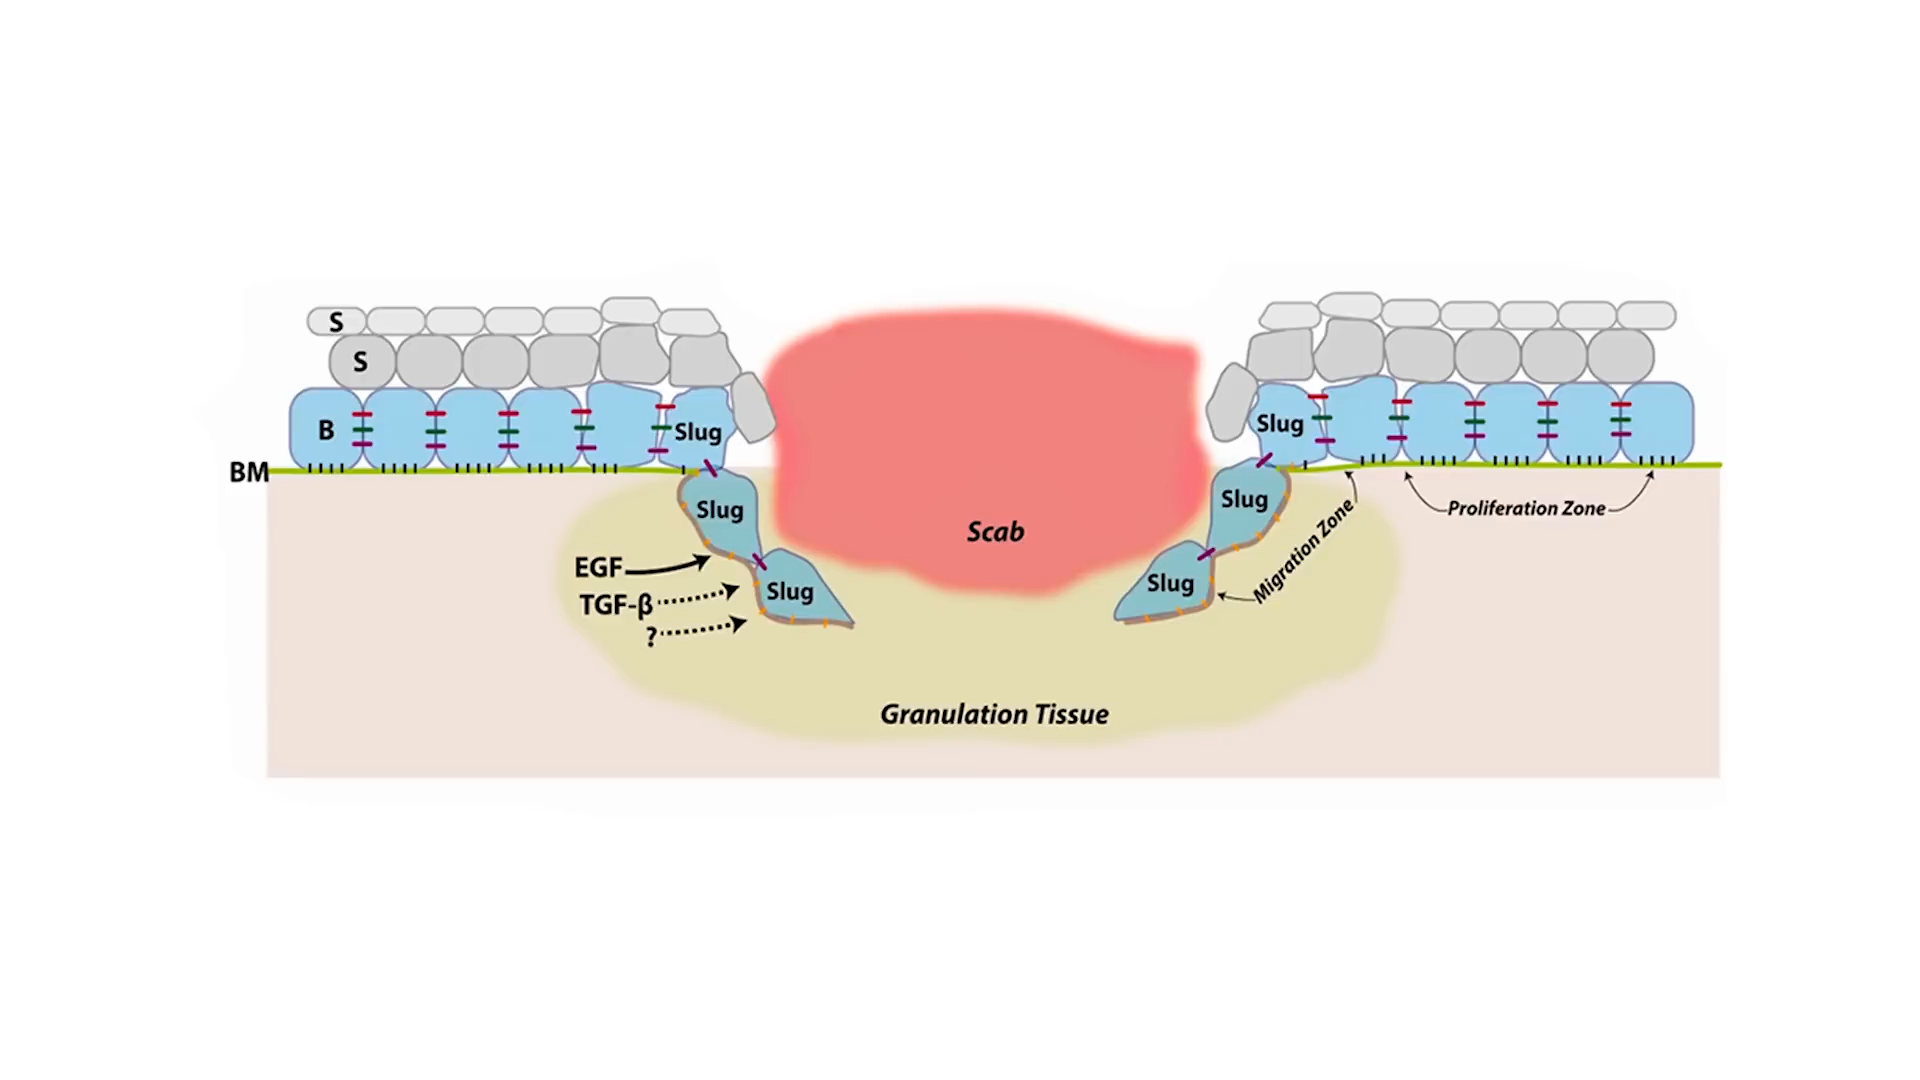 S
S
B
Slug
Slug
BM
Slug
Slug
Proliferation Zone
Migration Zone
Scab
EGF
TGF-β
?
Slug
Slug
Granulation Tissue